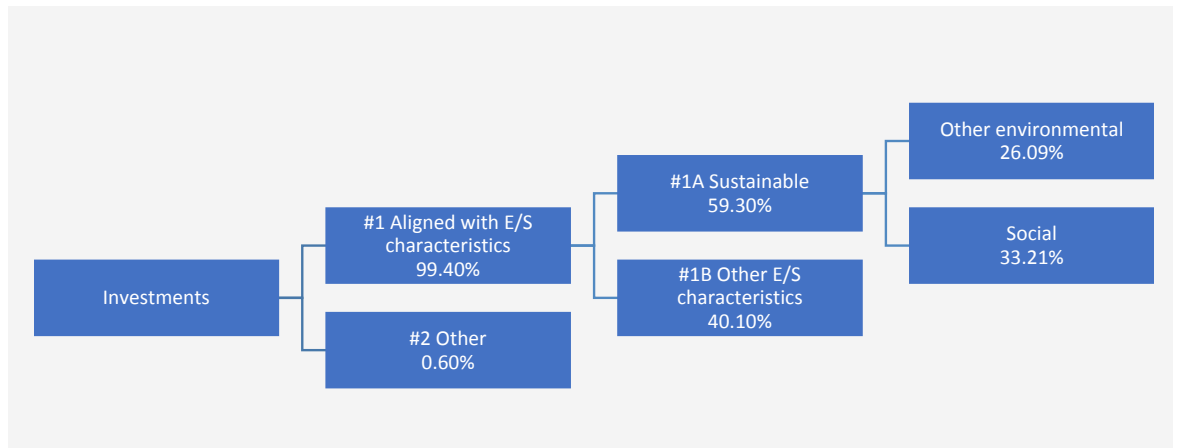 Investments
#1 Aligned with E/S
characteristics
99.40%
#2 Other
0.60%
#1A Sustainable
59.30%
#1B Other E/S
characteristics
40.10%
Other environmental
26.09%
Social
33.21%